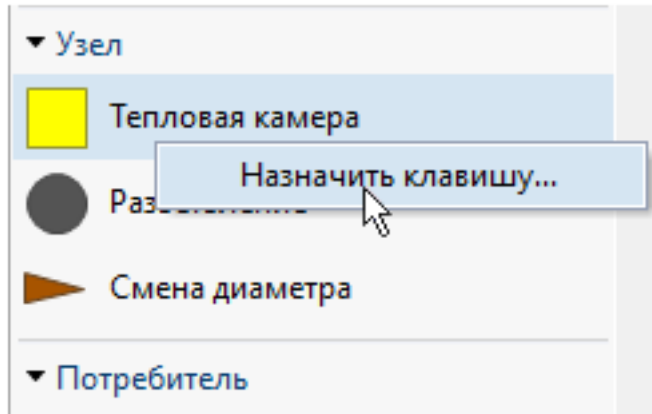 Узел
Тепловая камера
Назначить клавишу...
Смена диаметра
Потребитель